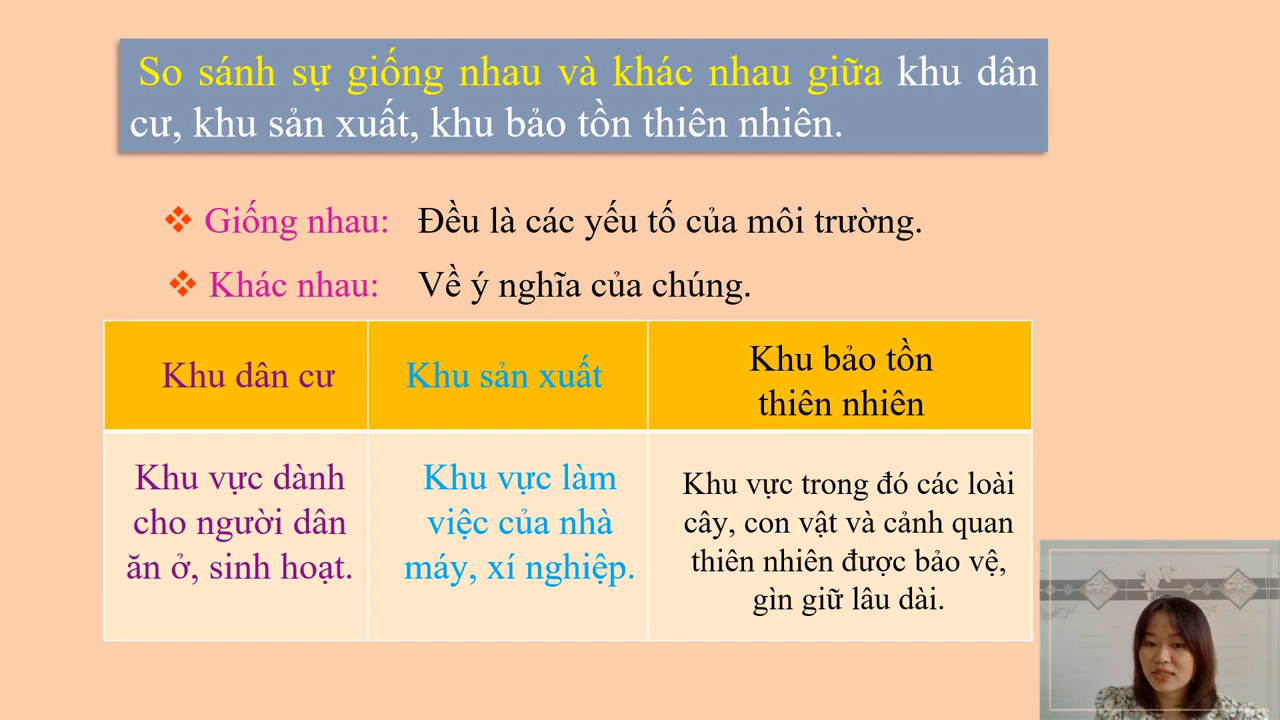 So sánh sự giống nhau và khác nhau giữa khu dân
cư, khu sản xuất, khu bảo tồn thiên nhiên.
❖ Giống nhau: Đều là các yếu tố của môi trường.
❖ Khác nhau: Về ý nghĩa của chúng.
Khu dân cư
Khu sản xuất
Khu bảo tồn
thiên nhiên
Khu vực dành
cho người dân
ăn ở, sinh hoạt.
Khu vực làm
việc của nhà
máy, xí nghiệp.
Khu vực trong đó các loài
cây, con vật và cảnh quan
thiên nhiên được bảo vệ,
gìn giữ lâu dài.